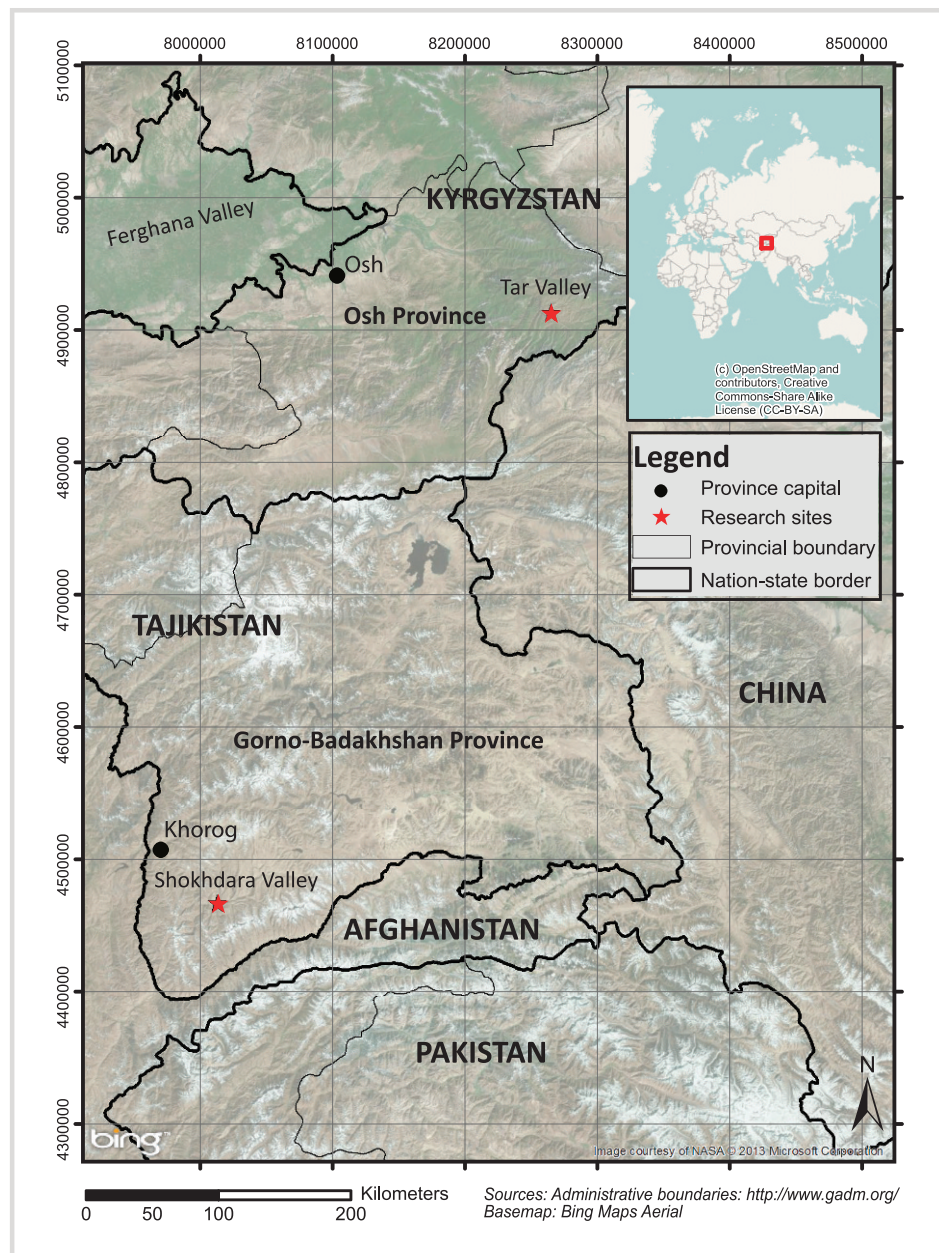 8000000 8100000 8200000 8300000 8400000 8500000
5100000
5000000
4900000
4800000
4700000
4600000
4500000
4400000
4300000
KYRGYZSTAN
Ferghana Valley
Osh
Tar Valley
Osh Province
(c) OpenStreetMap and
contributors, Creative
Commons-Share Alike
License (CC-BY-SA)
Legend
Province capital
Research sites
Provincial boundary
Nation-state border
TAJIKISTAN
CHINA
Gorno-Badakhshan Province
Khorog
Shokhdara Valley
AFGHANISTAN
PAKISTAN
N
bing™
Image courtesy of NASA © 2013 Microsoft Corporation
Kilometers
0 50 100 200
Sources: Administrative boundaries: http://www.gadm.org/
Basemap: Bing Maps Aerial